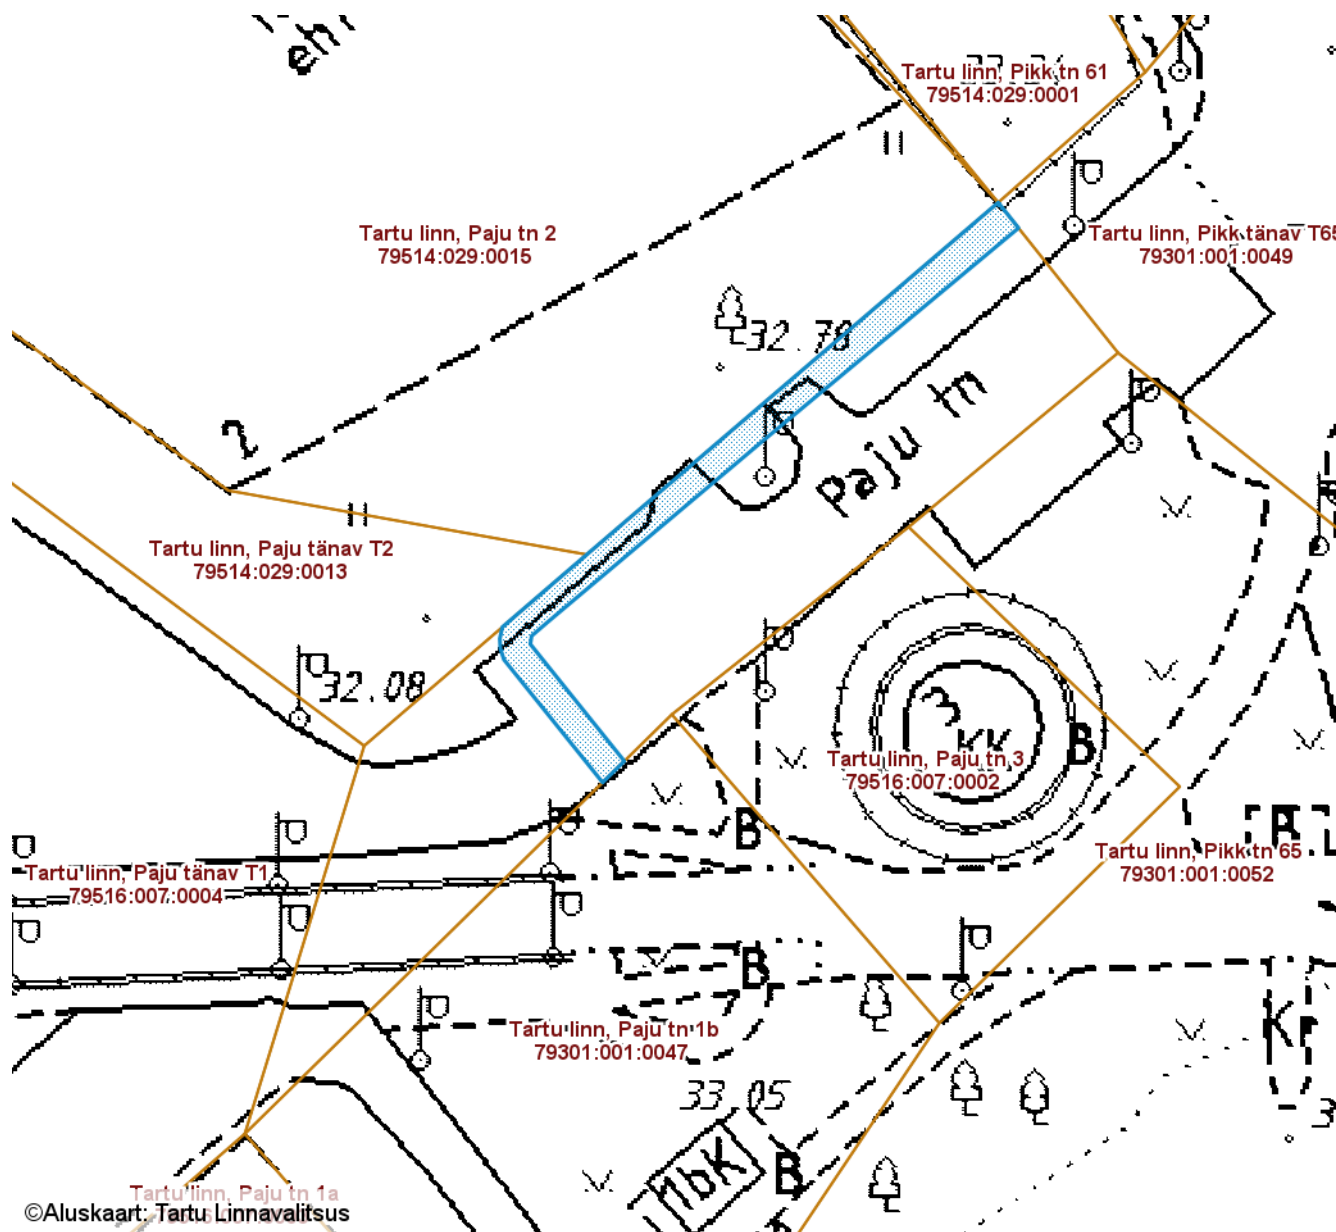 Tartu linn, Pikk tn 61
79514:029:0001
Tartu linn, Paju tn 2
79514:029:0015
Tartu linn, Pikk tänav T65
79301:001:0049
32.78
Paju tn
2
Tartu linn, Paju tänav T2
79514:029:0013
32.08
3
KK
B
Tartu linn, Paju tn 3
79516:007:0002
B
Tartu linn, Pikk tn 65
79301:001:0052
Tartu linn, Paju tänav T1
79516:007:0004
B
Tartu linn, Paju tn 1b
79301:001:0047
33.05
1bK
B
Tartu linn, Paju tn 1a
©Aluskaart: Tartu Linnavalitsus